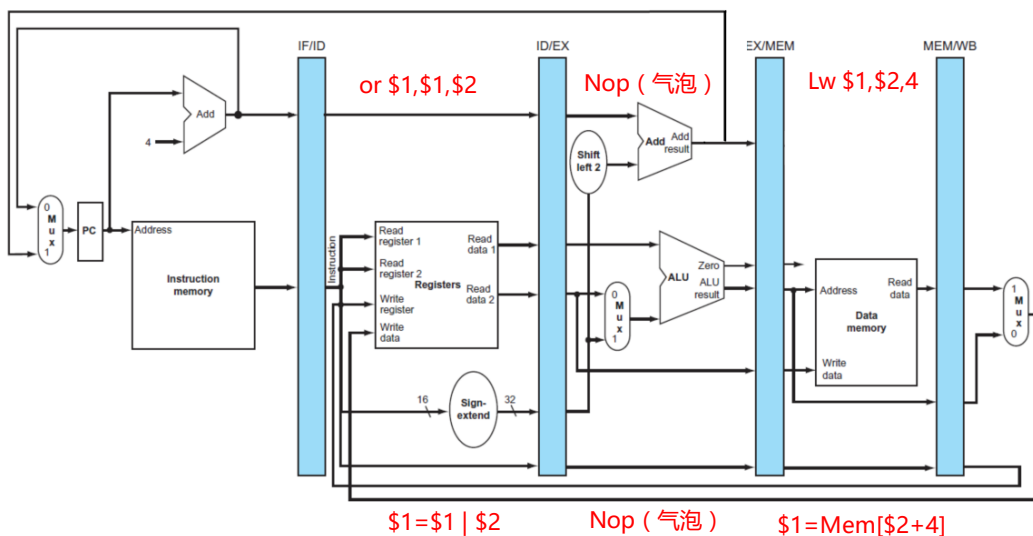 IF/ID
ID/EX
EX/MEM
MEM/WB
or $1,$1,$2
Nop（气泡）
Lw $1,$2,4
Add
4
Shift
left 2
Add
Add
result
0
M
u
x
1
PC
Address
Instruction
memory
Instruction
Read
register 1
Read
register 2
Write
register
Write
data
Registers
Read
data 1
Read
data 2
0
M
u
x
1
Zero
ALU
ALU
result
Address
Read
data
Data
memory
Write
data
1
M
u
x
0
16
Sign-
extend
32
$1=$1 | $2
Nop（气泡）
$1=Mem[$2+4]